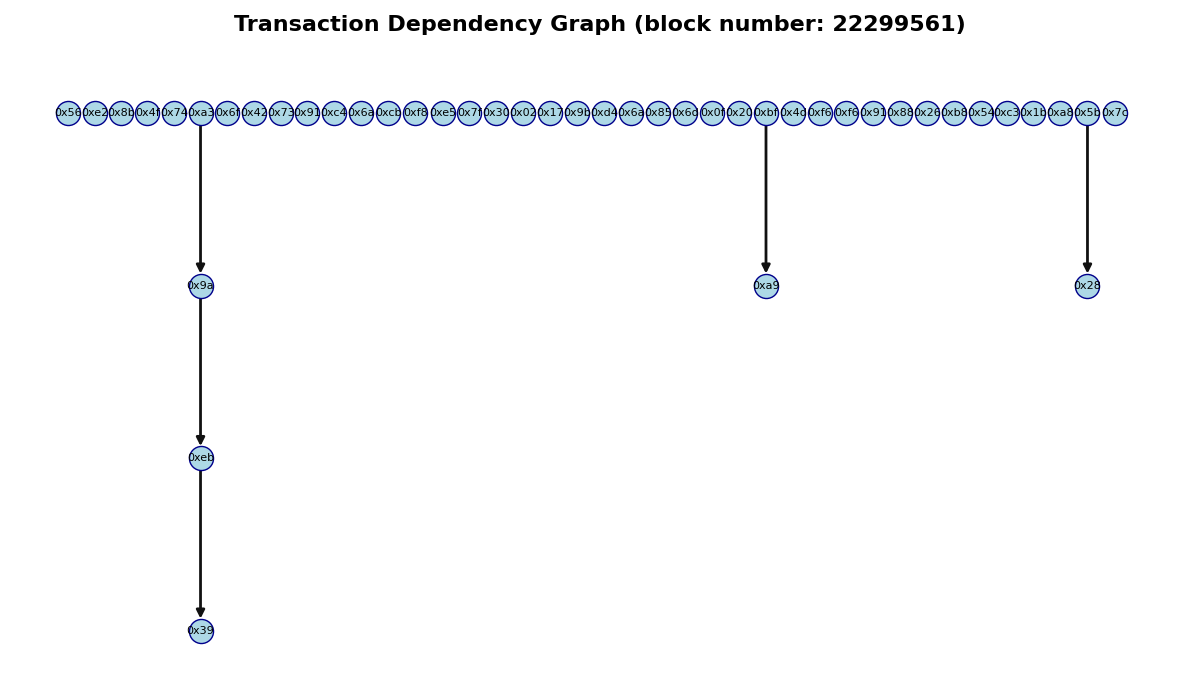 Transaction Dependency Graph (block number: 22299561)
0x56 0xe2 0x8b 0x4f 0x74 0xa3 0x6f 0x42 0x73 0x91 0xc4 0x6a 0xcb 0xf8 0xe5 0x7f 0x30 0x02 0x17 0x9b 0xd4 0x6a 0x85 0x6d 0x0f 0x20 0xbf 0x4d 0xf6 0xf6 0x91 0x88 0x26 0xb8 0x54 0xc3 0x1b 0xa8 0x5b 0x7c
0x9a 0xa9 0x28
0xeb
0x39